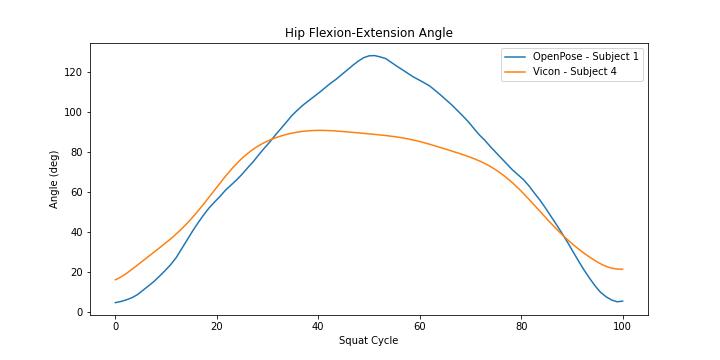 Hip Flexion-Extension Angle
OpenPose - Subject 1
Vicon - Subject 4
Angle (deg)
120
100
80
60
40
20
0
0 20 40 60 80 100
Squat Cycle